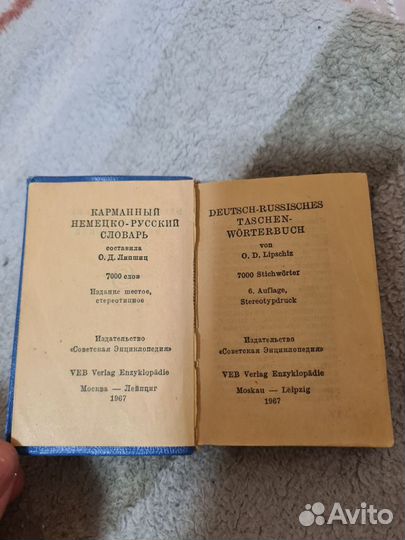 КАРМАННЫЙ
НЕМЕЦКО-РУССКИЙ
СЛОВАРЬ
составила
О. Д. Липшиц
7000 слов
Издание шестое,
стереотипное
Издательство
«Советская Энциклопедия»
VEB Verlag Enzyklopädie
Москва — Лейпциг
1967
DEUTSCH-RUSSISCHES
TASCHEN-
WÖRTERBUCH
von
O. D. Lipschiz
7000 Stichwörter
6. Auflage,
Stereotypdruck
Издательство
«Советская Энциклопедия»
VEB Verlag Enzyklopädie
Moskau — Leipzig
1967
Avito